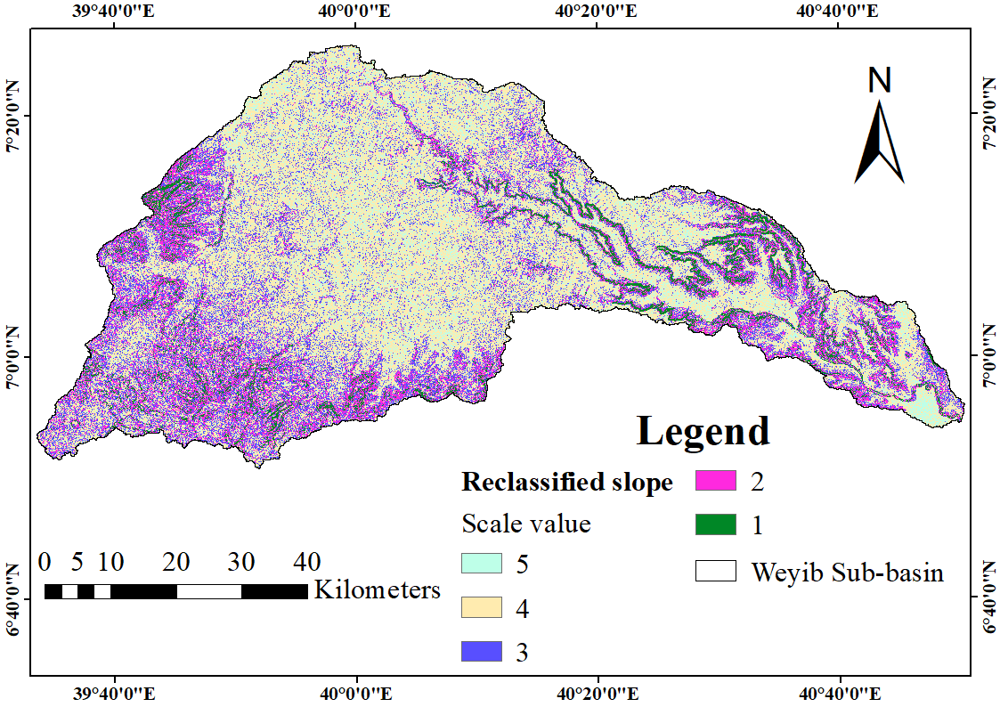 39°40'0"E 40°0'0"E 40°20'0"E 40°40'0"E
7°20'0"N
7°0'0"N
6°40'0"N
7°20'0"N
7°0'0"N
6°40'0"N
N
Legend
Reclassified slope
Scale value
5
4
3
2
1
Weyib Sub-basin
0 5 10 20 30 40
Kilometers
39°40'0"E 40°0'0"E 40°20'0"E 40°40'0"E